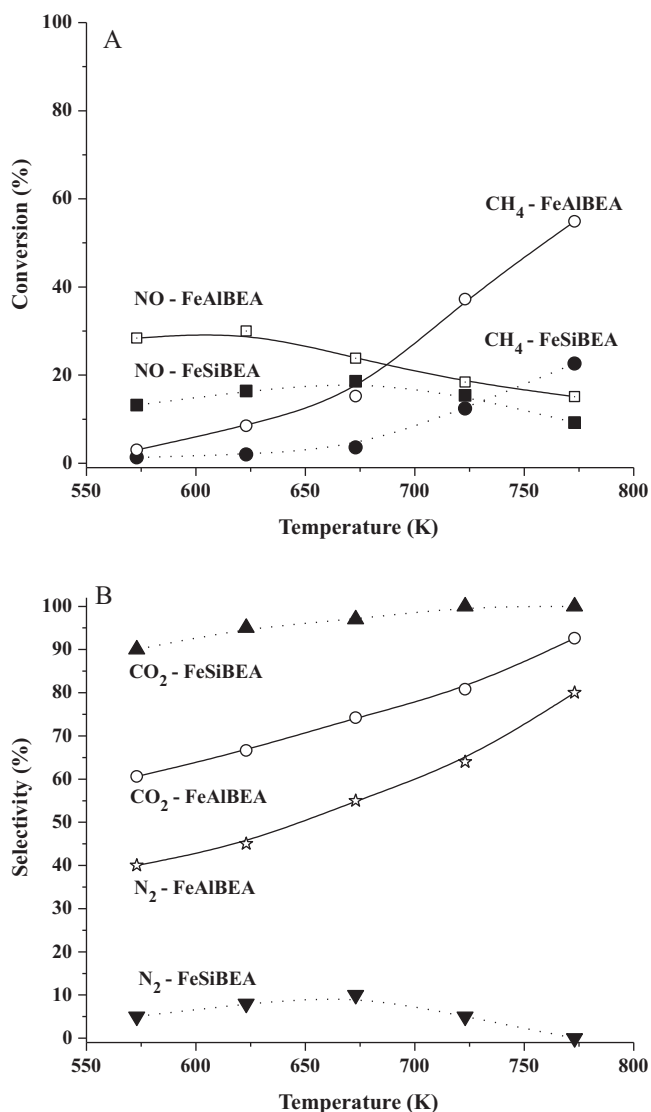 A
100
80
60
40
20
0
Conversion (%)
CH4 - FeAlBEA
NO - FeAlBEA
CH4 - FeSiBEA
NO - FeSiBEA
550 600 650 700 750 800
Temperature (K)
B
100
90
80
70
60
50
40
30
20
10
0
Selectivity (%)
CO2 - FeSiBEA
CO2 - FeAlBEA
N2 - FeAlBEA
N2 - FeSiBEA
550 600 650 700 750 800
Temperature (K)